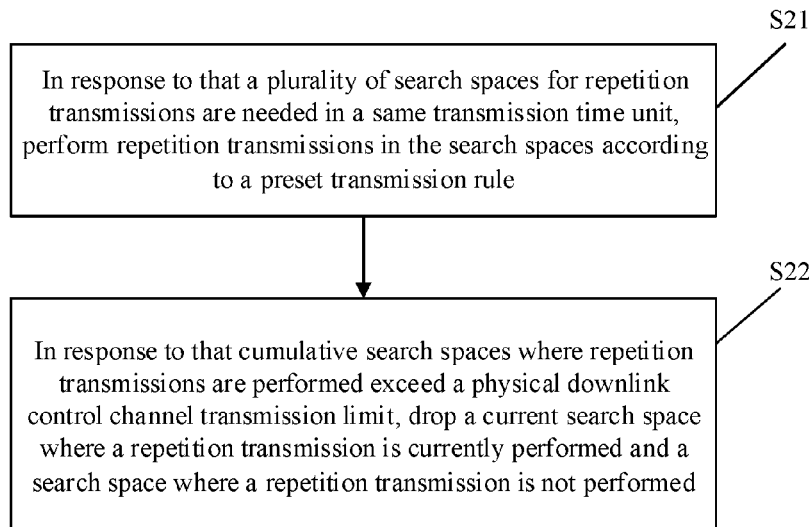 S21
In response to that a plurality of search spaces for repetition
transmissions are needed in a same transmission time unit,
perform repetition transmissions in the search spaces according
to a preset transmission rule
S22
In response to that cumulative search spaces where repetition
transmissions are performed exceed a physical downlink
control channel transmission limit, drop a current search space
where a repetition transmission is currently performed and a
search space where a repetition transmission is not performed